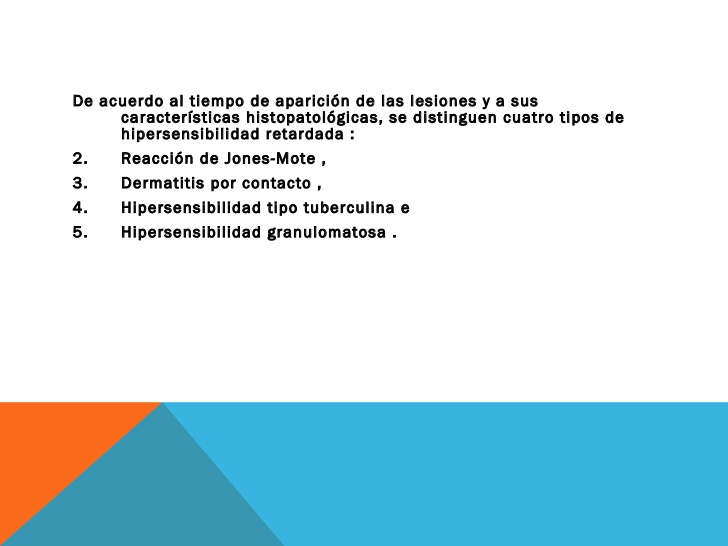 De acuerdo al tiempo de aparición de las lesiones y a sus
características histopatológicas, se distinguen cuatro tipos de
hipersensibilidad retardada :
2. Reacción de Jones-Mote ,
3. Dermatitis por contacto ,
4. Hipersensibilidad tipo tuberculina e
5. Hipersensibilidad granulomatosa .